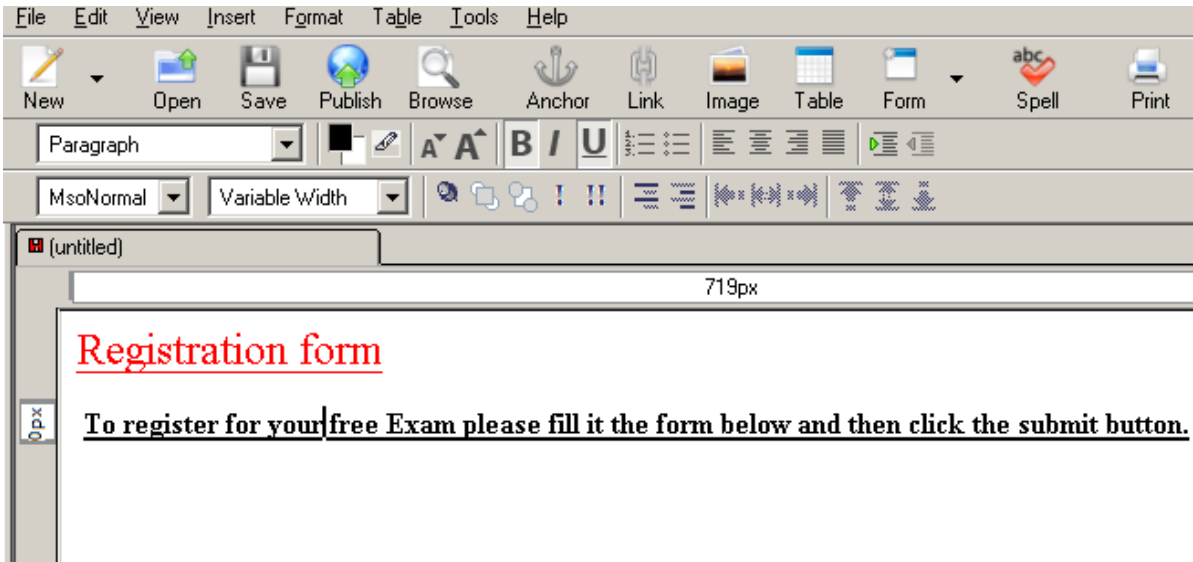 File Edit View Insert Format Table Tools Help
New Open Save Publish Browse Anchor Link Image Table Form Spell Print
Paragraph A A B I U
MsoNormal Variable Width ! !!
(untitled)
719px
Registration form
0px
To register for your free Exam please fill it the form below and then click the submit button.